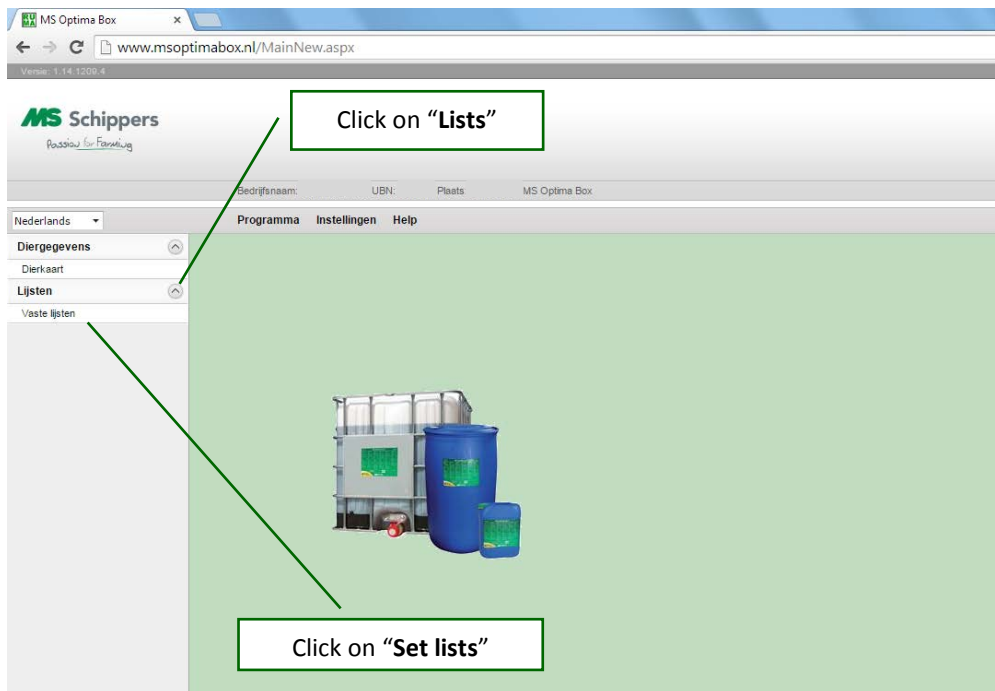 MS Optima Box
www.msoptimabox.nl/MainNew.aspx
Versie: 1.14.1209.4
MS Schippers
Passion for Farming
Click on “Lists”
Bedrijfsnaam: UBN: Plaats MS Optima Box
Nederlands Programma Instellingen Help
Diergegevens
Dierkaart
Lijsten
Vaste lijsten
Click on “Set lists”